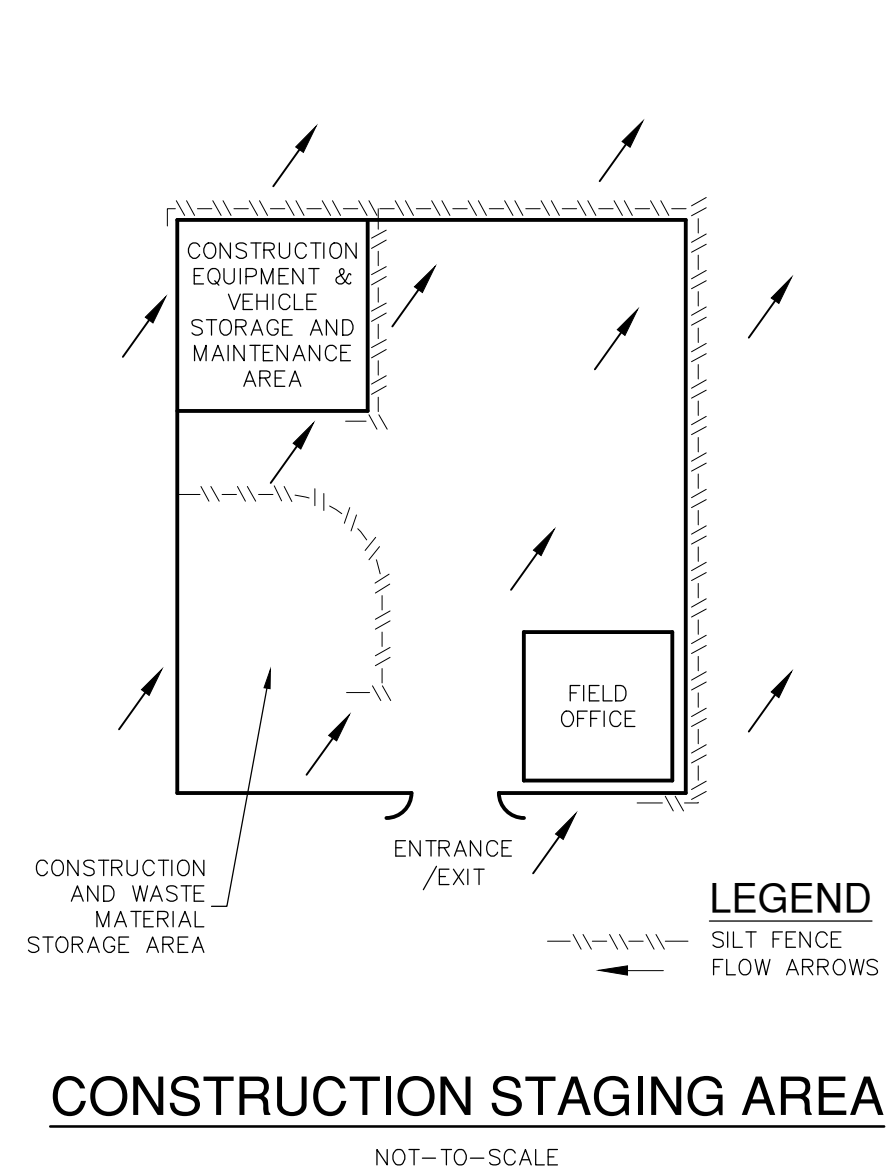 CONSTRUCTION
EQUIPMENT &
VEHICLE
STORAGE AND
MAINTENANCE
AREA
FIELD
OFFICE
ENTRANCE
/EXIT
CONSTRUCTION
AND WASTE
MATERIAL
STORAGE AREA
LEGEND
SILT FENCE
FLOW ARROWS
CONSTRUCTION STAGING AREA
NOT-TO-SCALE